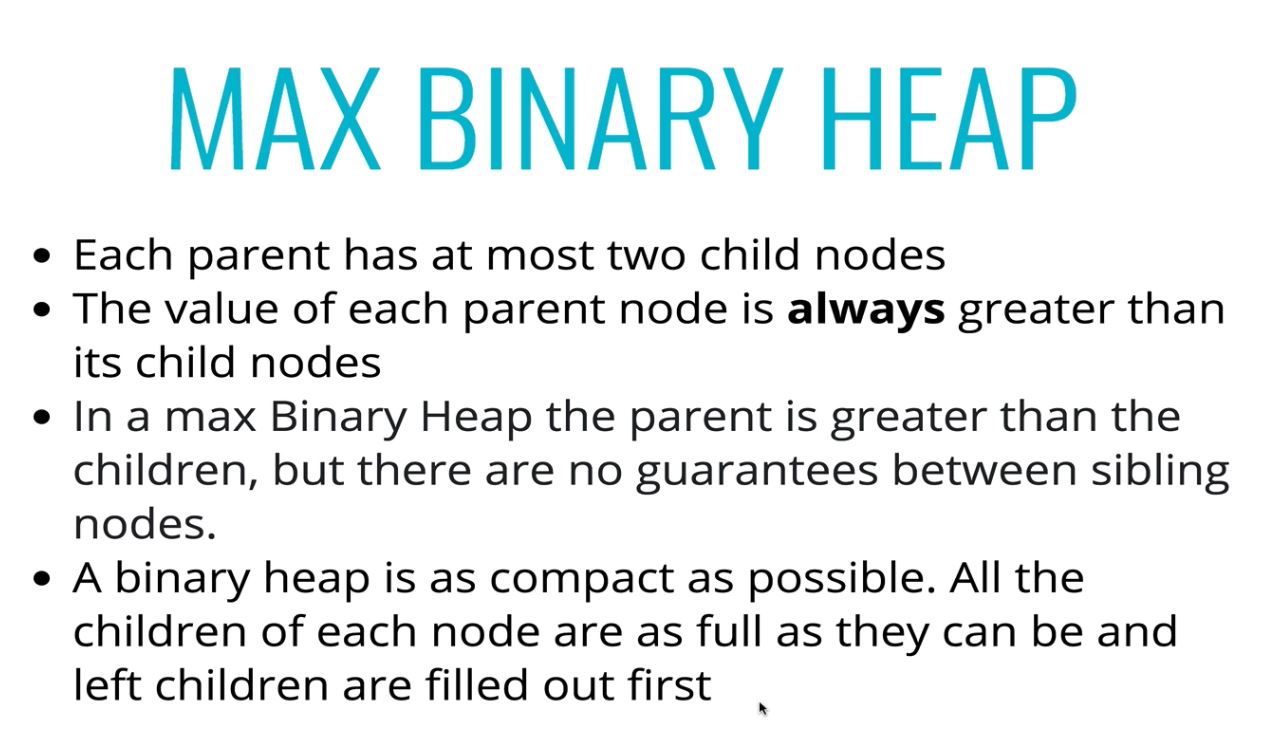 MAX BINARY HEAP
• Each parent has at most two child nodes
• The value of each parent node is always greater than
its child nodes
• In a max Binary Heap the parent is greater than the
children, but there are no guarantees between sibling
nodes.
• A binary heap is as compact as possible. All the
children of each node are as full as they can be and
left children are filled out first